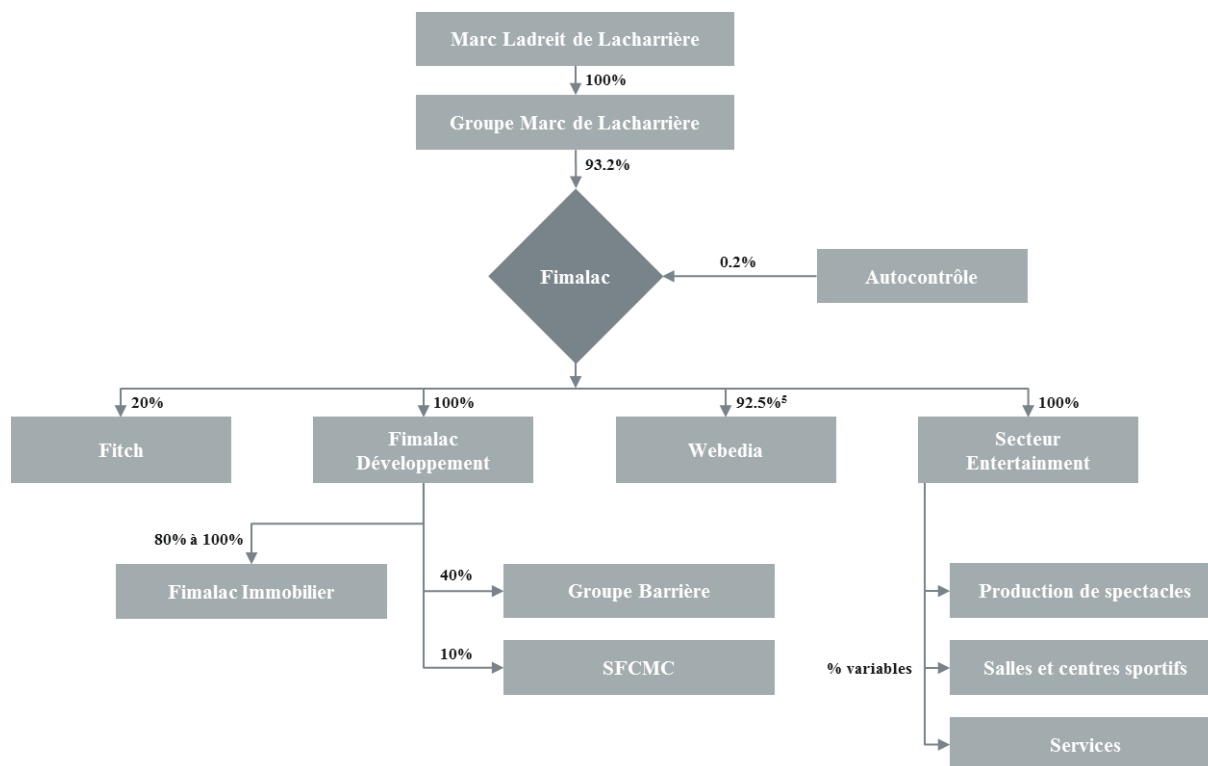 Marc Ladreit de Lacharrière
100%
Groupe Marc de Lacharrière
93.2%
Fimalac
0.2%
Autocontrôle
20%
100%
92.5%⁵
100%
Fitch
Fimalac
Développement
Webedia
Secteur
Entertainment
80% à 100%
Fimalac Immobilier
40%
Groupe Barrière
Production de spectacles
10%
SFCMC
% variables
Salles et centres sportifs
Services